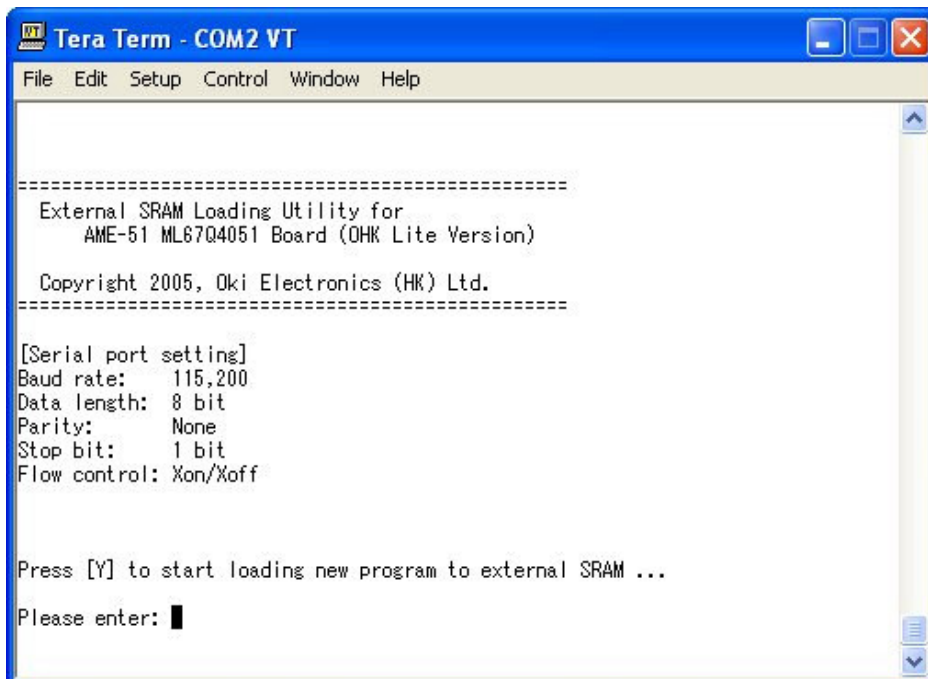 Tera Term - COM2 VT
File Edit Setup Control Window Help
==================================================
External SRAM Loading Utility for
AME-51 ML67Q4051 Board (OHK Lite Version)
Copyright 2005, Oki Electronics (HK) Ltd.
==================================================
[Serial port setting]
Baud rate: 115,200
Data length: 8 bit
Parity: None
Stop bit: 1 bit
Flow control: Xon/Xoff
Press [Y] to start loading new program to external SRAM ...
Please enter: